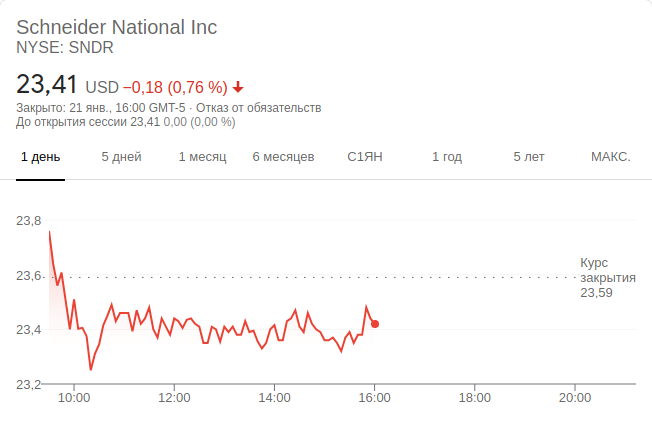 Schneider National Inc
NYSE: SNDR
23,41 USD −0,18 (0,76 %)
Закрыто: 21 янв., 16:00 GMT-5 · Отказ от обязательств
До открытия сессии 23,41 0,00 (0,00 %)
1 день 5 дней 1 месяц 6 месяцев С1ЯН 1 год 5 лет МАКС.
23,8
Курс
23,6 закрытия
23,59
23,4
23,2
10:00 12:00 14:00 16:00 18:00 20:00